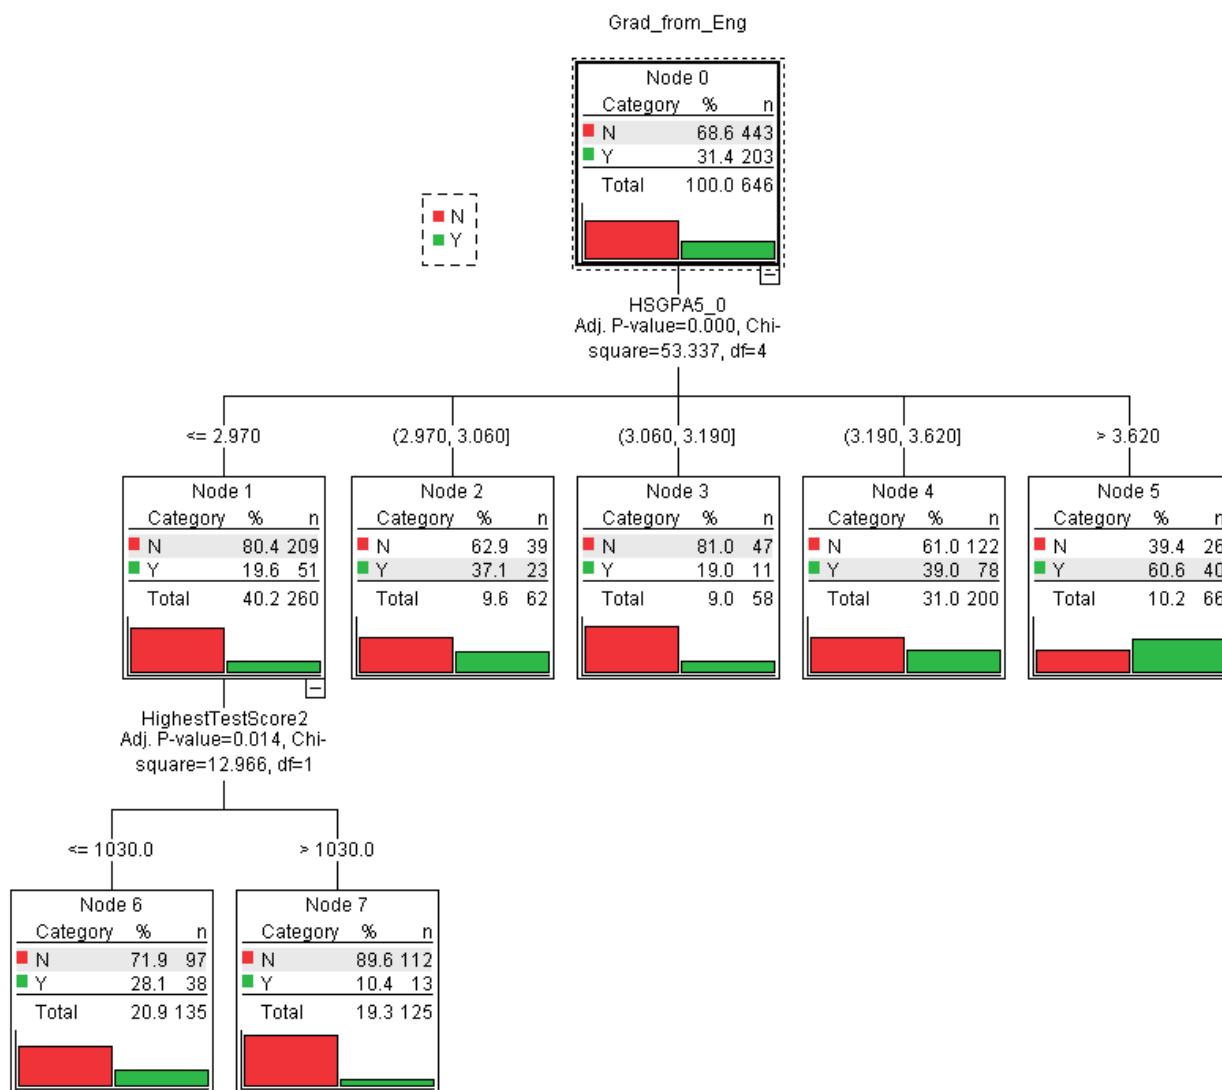 Grad_from_Eng
Node 0
Category % n
N 68.6 443
Y 31.4 203
Total 100.0 646
N
Y
HSGPA5_0
Adj. P-value=0.000, Chi-
square=53.337, df=4
<= 2.970
(2.970, 3.060]
(3.060, 3.190]
(3.190, 3.620]
> 3.620
Node 1
Category % n
N 80.4 209
Y 19.6 51
Total 40.2 260
Node 2
Category % n
N 62.9 39
Y 37.1 23
Total 9.6 62
Node 3
Category % n
N 81.0 47
Y 19.0 11
Total 9.0 58
Node 4
Category % n
N 61.0 122
Y 39.0 78
Total 31.0 200
Node 5
Category % n
N 39.4 26
Y 60.6 40
Total 10.2 66
HighestTestScore2
Adj. P-value=0.014, Chi-
square=12.966, df=1
<= 1030.0
> 1030.0
Node 6
Category % n
N 71.9 97
Y 28.1 38
Total 20.9 135
Node 7
Category % n
N 89.6 112
Y 10.4 13
Total 19.3 125